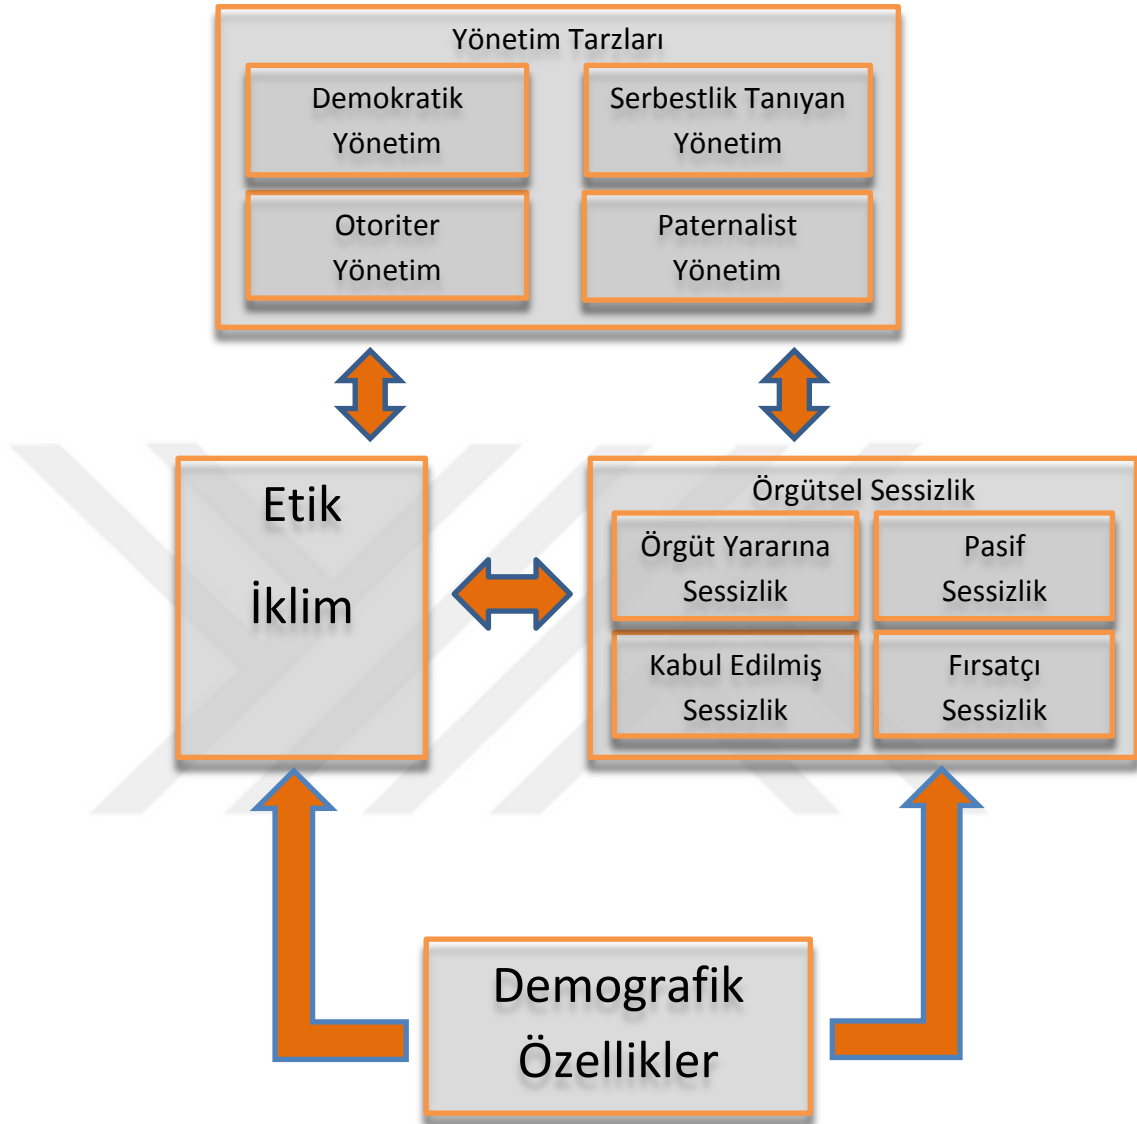 Yönetim Tarzları
Demokratik
Yönetim
Serbestlik Tanıyan
Yönetim
Otoriter
Yönetim
Paternalist
Yönetim
Etik
İklim
Örgütsel Sessizlik
Örgüt Yararına
Sessizlik
Pasif
Sessizlik
Kabul Edilmiş
Sessizlik
Fırsatçı
Sessizlik
Demografik
Özellikler